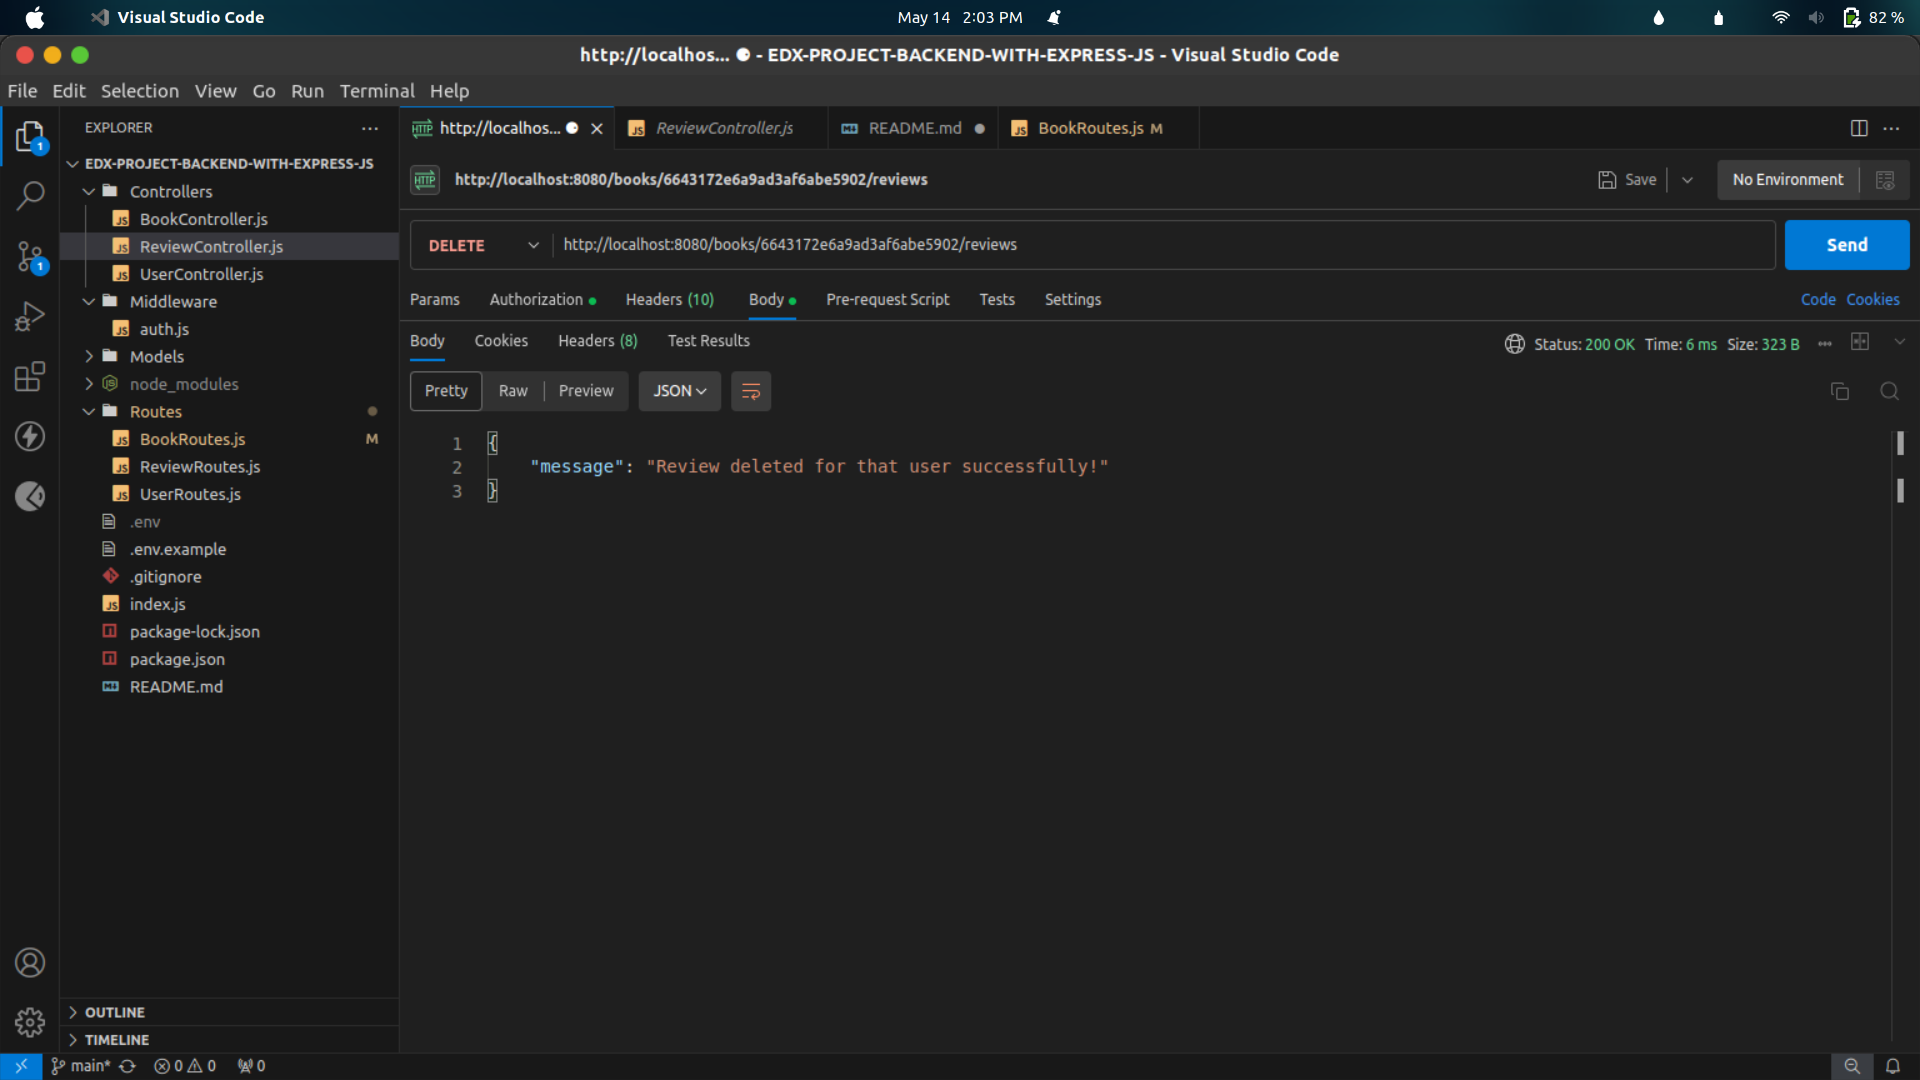 Visual Studio Code
May 14 2:03 PM
82 %
http://localhos... ● - EDX-PROJECT-BACKEND-WITH-EXPRESS-JS - Visual Studio Code
File Edit Selection View Go Run Terminal Help
EXPLORER
EDX-PROJECT-BACKEND-WITH-EXPRESS-JS
Controllers
BookController.js
ReviewController.js
UserController.js
Middleware
auth.js
Models
node_modules
Routes
BookRoutes.js M
ReviewRoutes.js
UserRoutes.js
.env
.env.example
.gitignore
index.js
package-lock.json
package.json
README.md
OUTLINE
TIMELINE
1
1
HTTP http://localhos... JS ReviewController.js README.md JS BookRoutes.js M
HTTP http://localhost:8080/books/6643172e6a9ad3af6abe5902/reviews
Save No Environment
DELETE http://localhost:8080/books/6643172e6a9ad3af6abe5902/reviews Send
Params Authorization Headers (10) Body Pre-request Script Tests Settings Code Cookies
Body Cookies Headers (8) Test Results Status: 200 OK Time: 6 ms Size: 323 B
Pretty Raw Preview JSON
1 {
2 "message": "Review deleted for that user successfully!"
3 }
main* 0 0 0